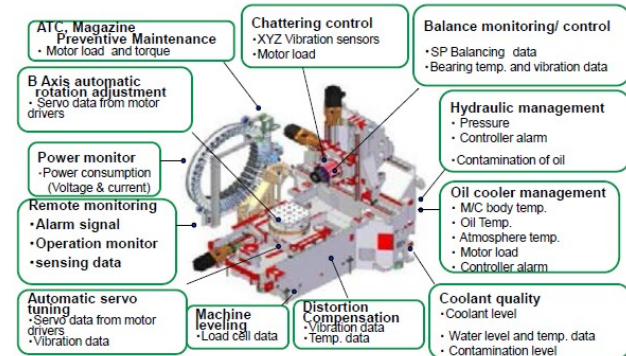 ATC, Magazine
Preventive Maintenance
・Motor load and torque
Chattering control
・XYZ Vibration sensors
・Motor load
Balance monitoring/ control
・SP Balancing data
・Bearing temp. and vibration data
B Axis automatic
rotation adjustment
・Servo data from motor
drivers
Hydraulic management
・Pressure
・Controller alarm
・Contamination of oil
Power monitor
・Power consumption
(Voltage & current)
Oil cooler management
・M/C body temp.
・Oil Temp.
・Atmosphere temp.
・Motor load
・Controller alarm
Remote monitoring
・Alarm signal
・Operation monitor
・sensing data
Automatic servo
tuning
・Servo data from motor
drivers
・Vibration data
Machine
leveling
・Load cell data
Distortion
Compensation
・Vibration data
・Temp. data
Coolant quality
・Coolant level
・Water level and temp. data
・Contamination level